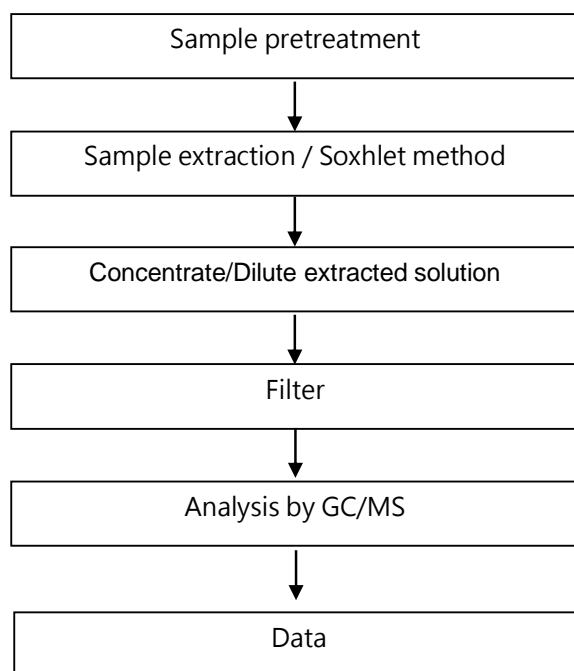 Sample pretreatment
Sample extraction / Soxhlet method
Concentrate/Dilute extracted solution
Filter
Analysis by GC/MS
Data